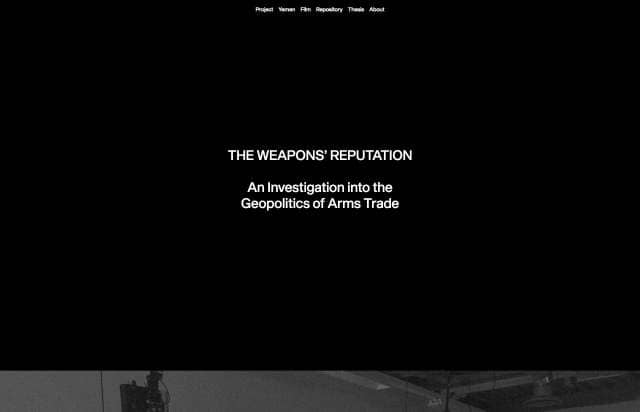 Project Yemen Film Repository Thesis About
THE WEAPONS' REPUTATION
An Investigation into the
Geopolitics of Arms Trade